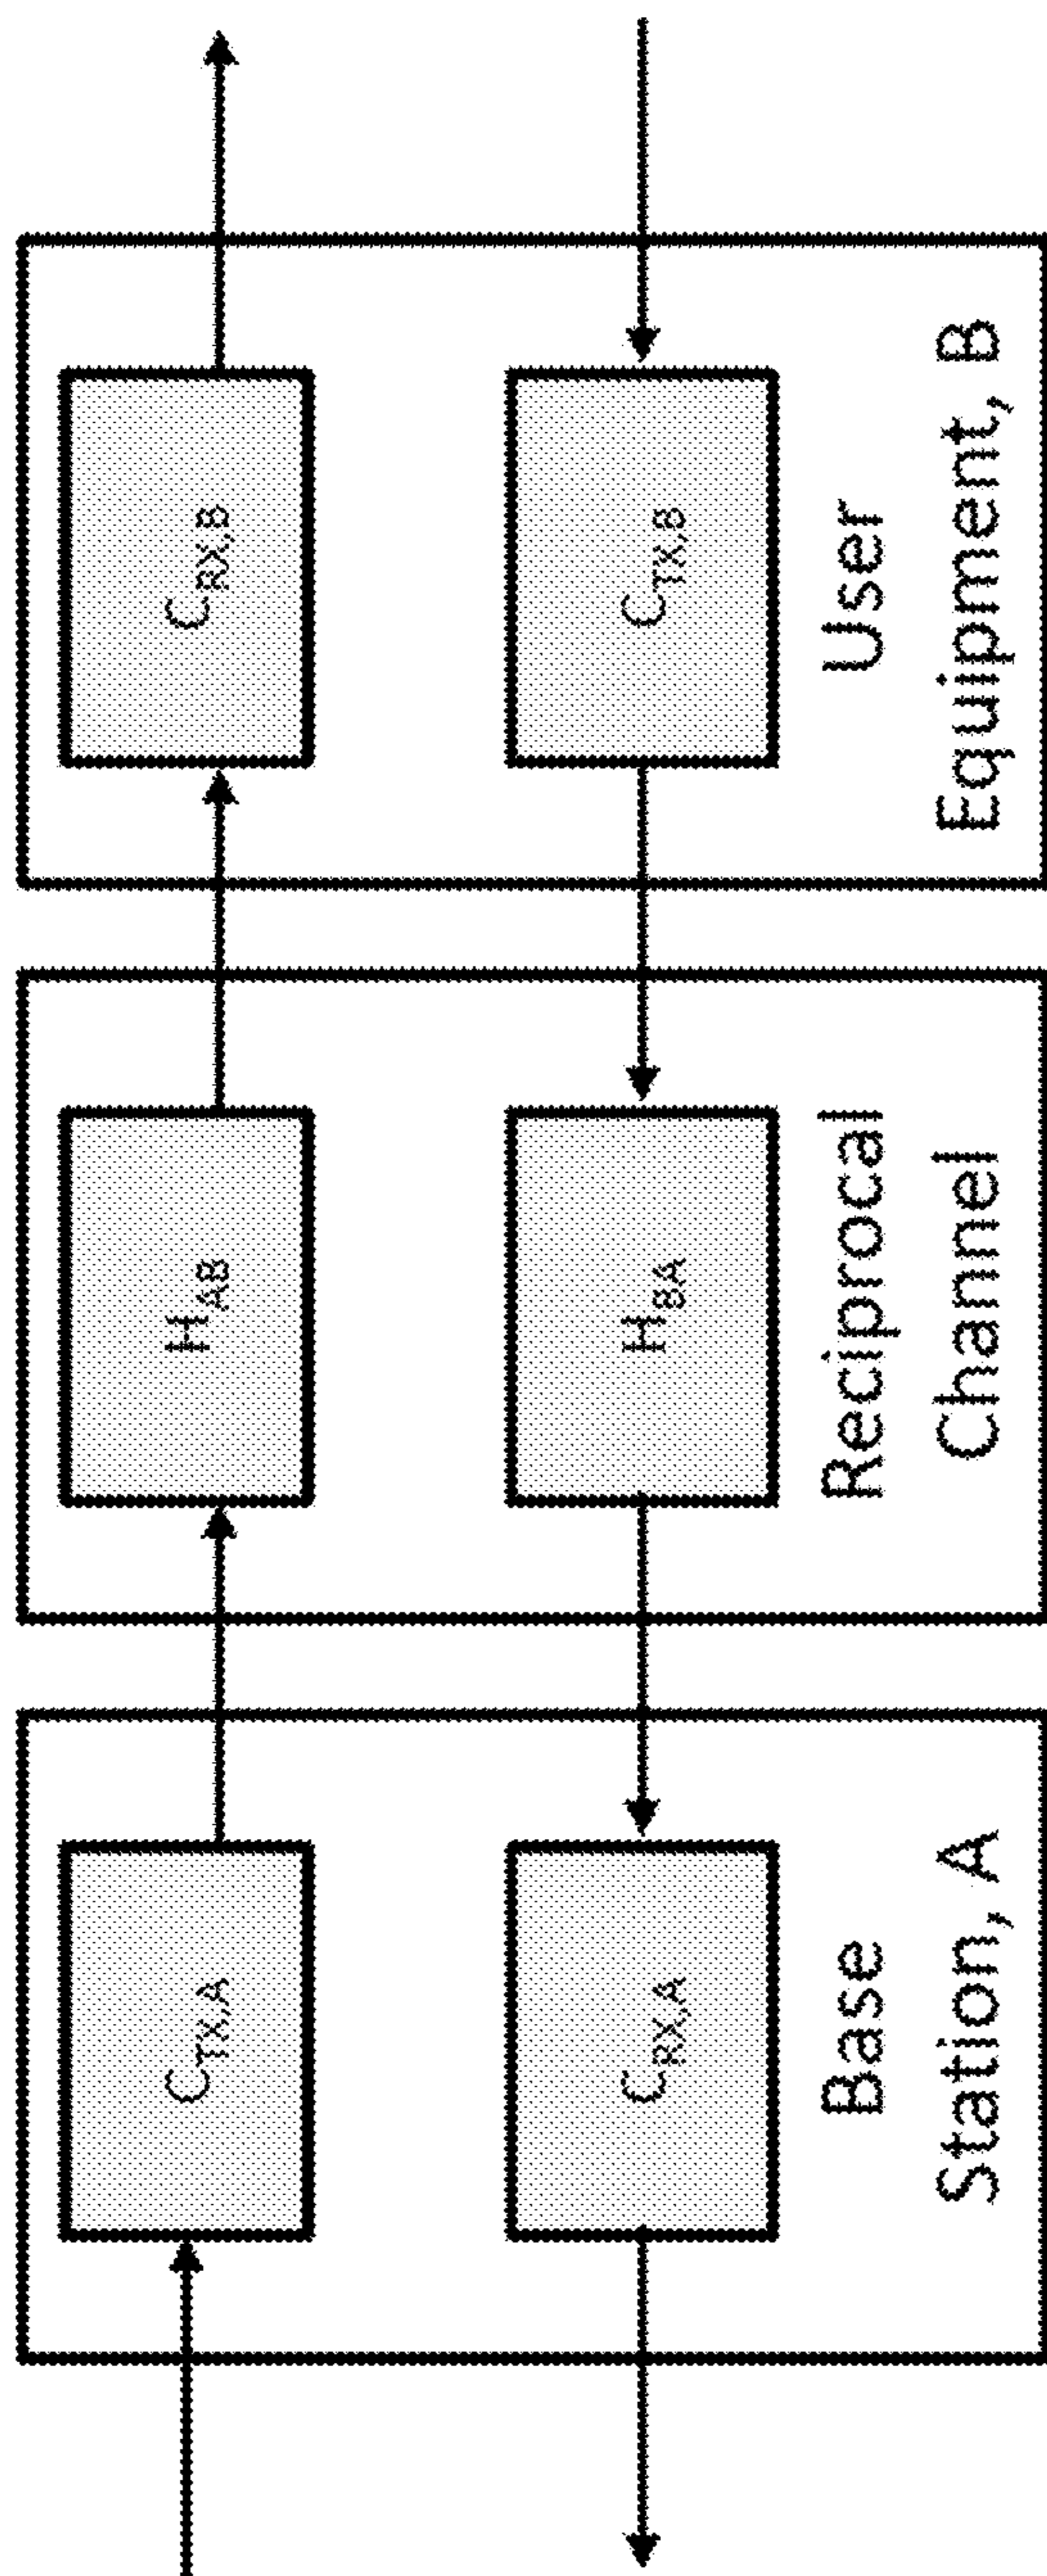 C_TX,A
H_AB
C_RX,B
C_RX,A
H_BA
C_TX,B
Base
Station, A
Reciprocal
Channel
User
Equipment, B